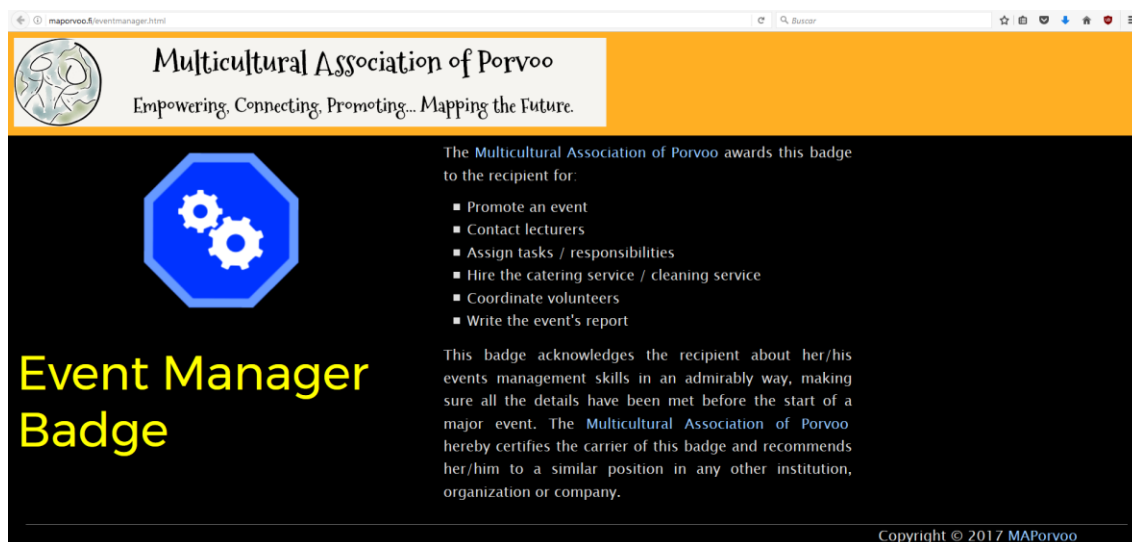 maporvoo.fi/eventmanager.html
Buscar
Multicultural Association of Porvoo
Empowering, Connecting, Promoting... Mapping the Future.
Event Manager
Badge
The Multicultural Association of Porvoo awards this badge
to the recipient for:
Promote an event
Contact lecturers
Assign tasks / responsibilities
Hire the catering service / cleaning service
Coordinate volunteers
Write the event's report
This badge acknowledges the recipient about her/his
events management skills in an admirably way, making
sure all the details have been met before the start of a
major event. The Multicultural Association of Porvoo
hereby certifies the carrier of this badge and recommends
her/him to a similar position in any other institution,
organization or company.
Copyright © 2017 MAPorvoo